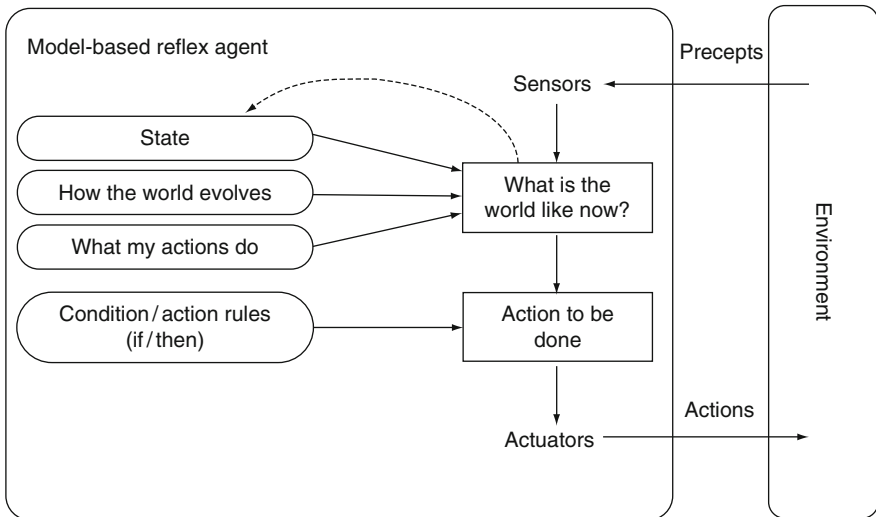 Model-based reflex agent
Precepts
Sensors
State
How the world evolves
What my actions do
What is the
world like now?
Environment
Condition/action rules
(if/then)
Action to be
done
Actions
Actuators